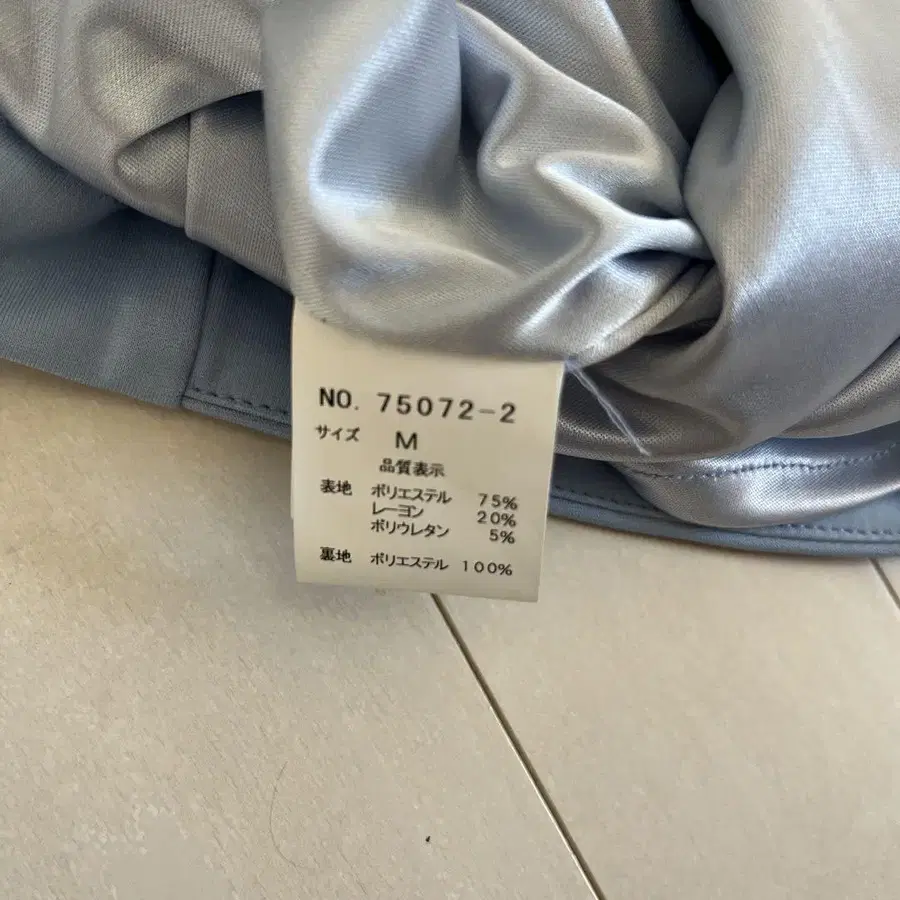 NO. 75072-2
サイズ M
品質表示
表地 ポリエステル 75%
レーヨン 20%
ポリウレタン 5%
裏地 ポリエステル 100%